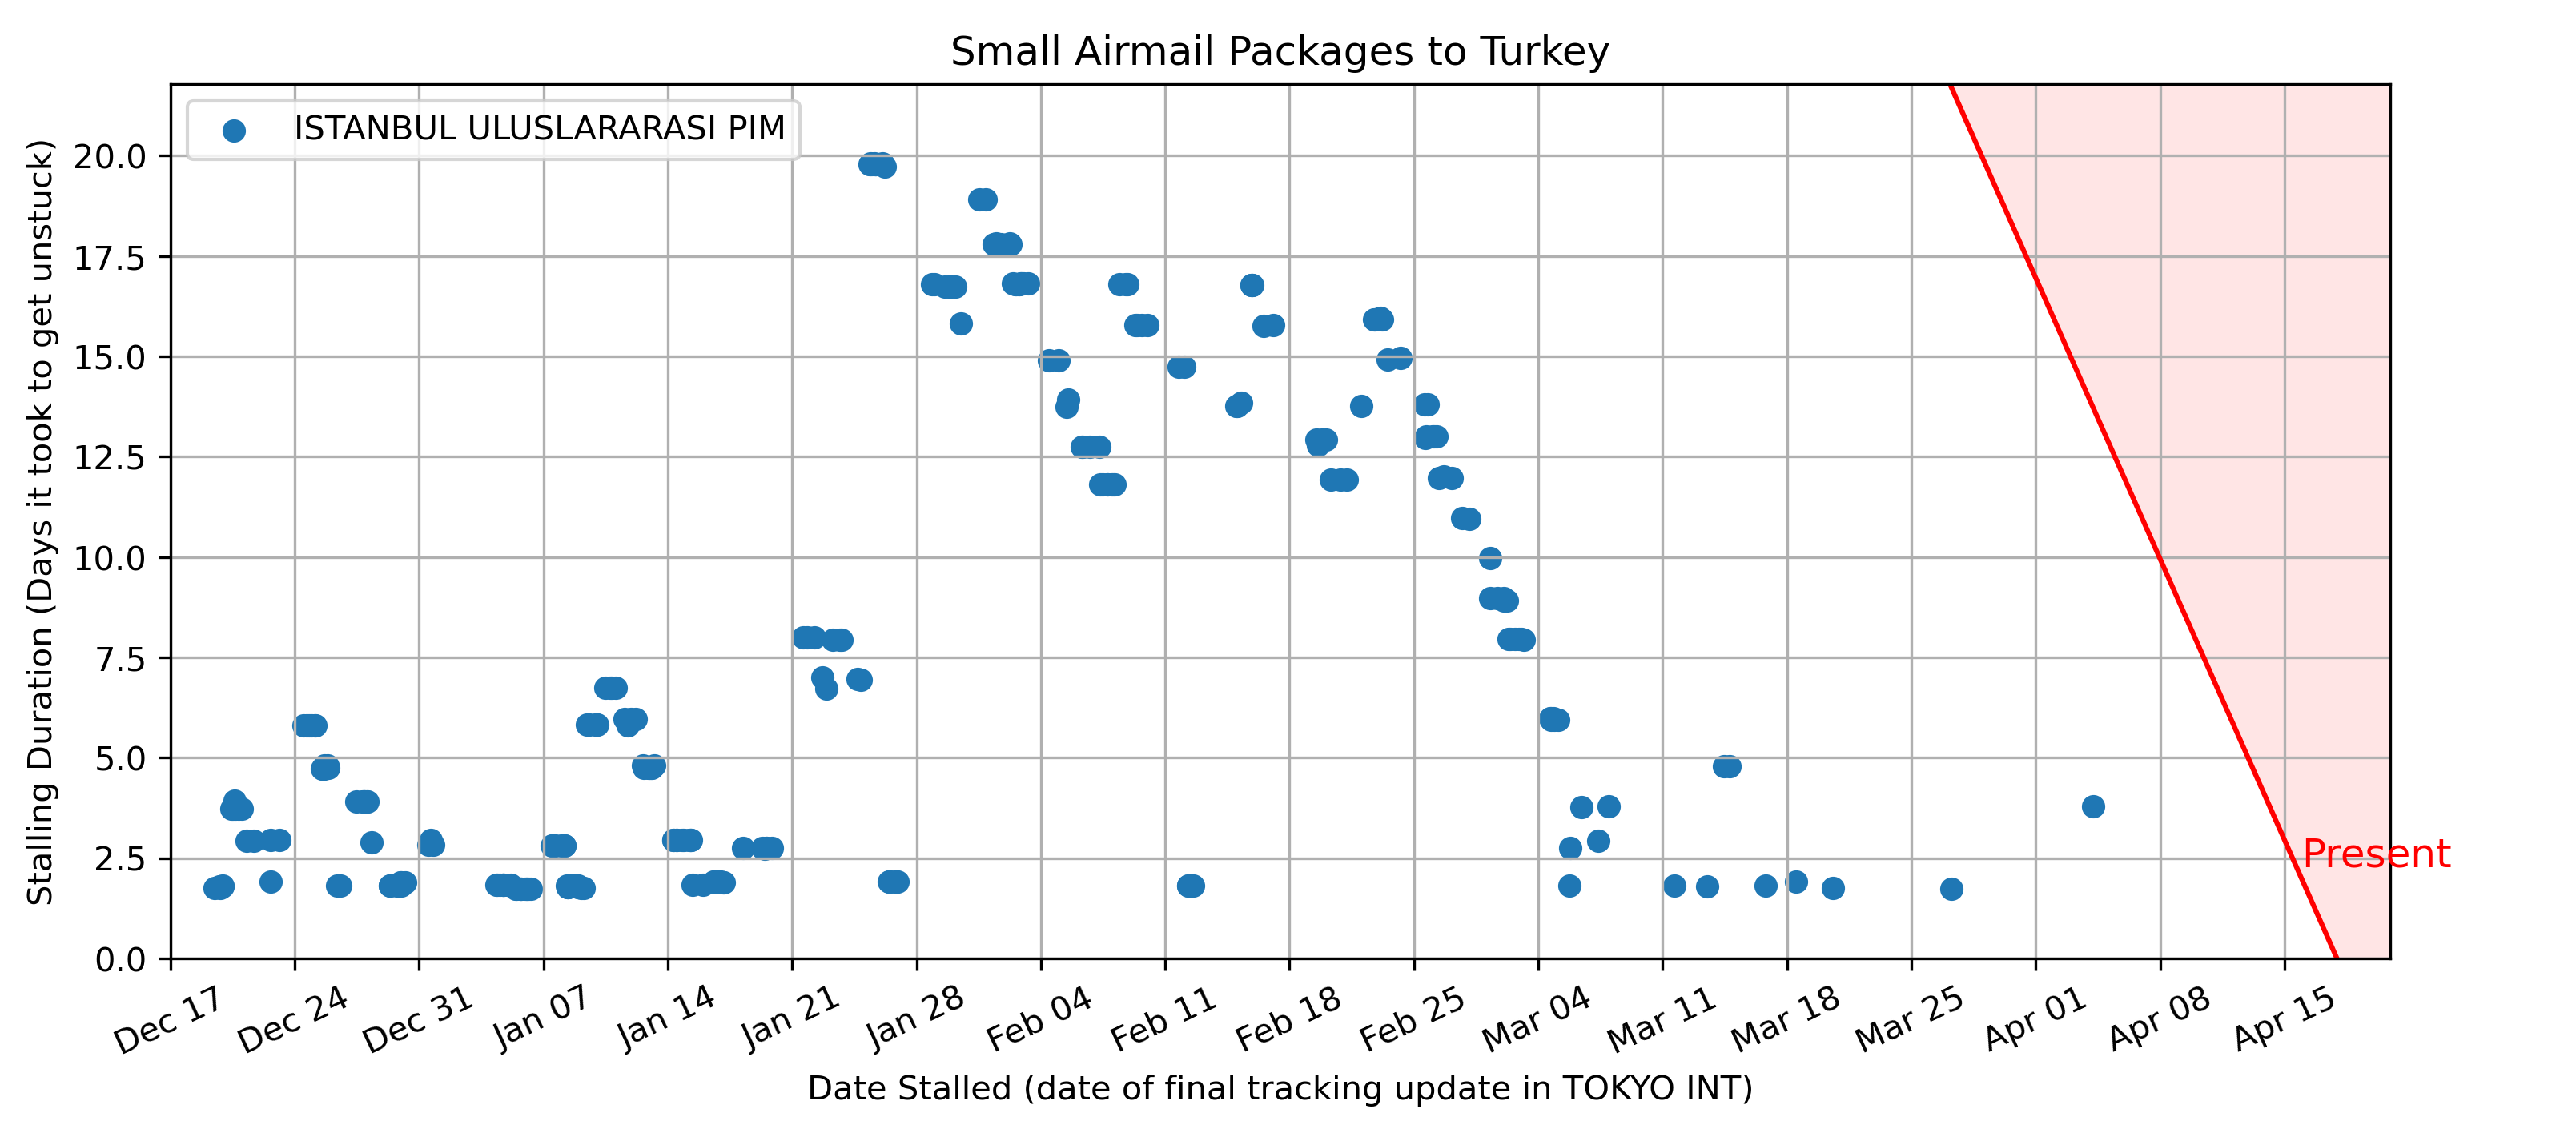 Small Airmail Packages to Turkey
ISTANBUL ULUSLARARASI PIM
Stalling Duration (Days it took to get unstuck)
20.0
17.5
15.0
12.5
10.0
7.5
5.0
2.5
0.0
Present
Dec 17
Dec 24
Dec 31
Jan 07
Jan 14
Jan 21
Jan 28
Feb 04
Feb 11
Feb 18
Feb 25
Mar 04
Mar 11
Mar 18
Mar 25
Apr 01
Apr 08
Apr 15
Date Stalled (date of final tracking update in TOKYO INT)